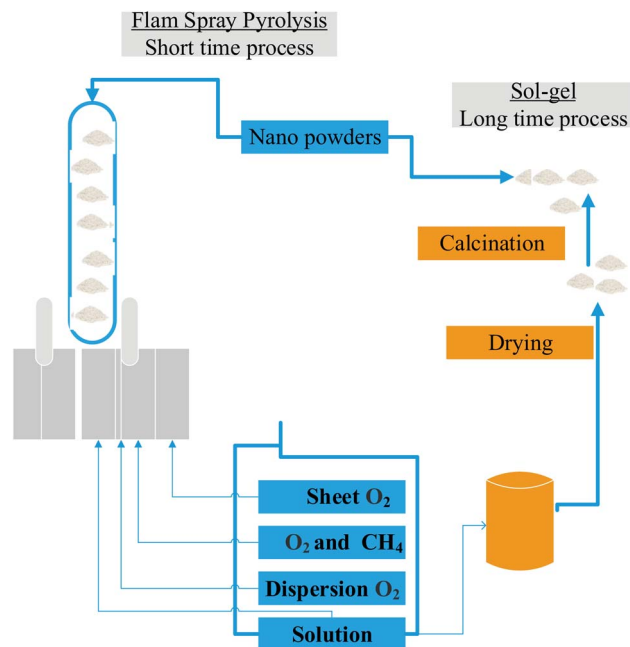 Flam Spray Pyrolysis
Short time process
Sol-gel
Long time process
Nano powders
Calcination
Drying
Sheet O₂
O₂ and CH₄
Dispersion O₂
Solution